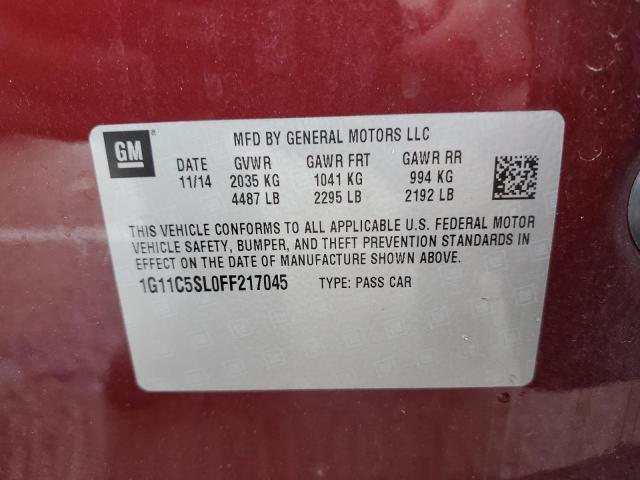 GM
MFD BY GENERAL MOTORS LLC
DATE GVWR GAWR FRT GAWR RR
11/14 2035 KG 1041 KG 994 KG
4487 LB 2295 LB 2192 LB
THIS VEHICLE CONFORMS TO ALL APPLICABLE U.S. FEDERAL MOTOR
VEHICLE SAFETY, BUMPER, AND THEFT PREVENTION STANDARDS IN
EFFECT ON THE DATE OF MANUFACTURE SHOWN ABOVE.
1G11C5SL0FF217045 TYPE: PASS CAR